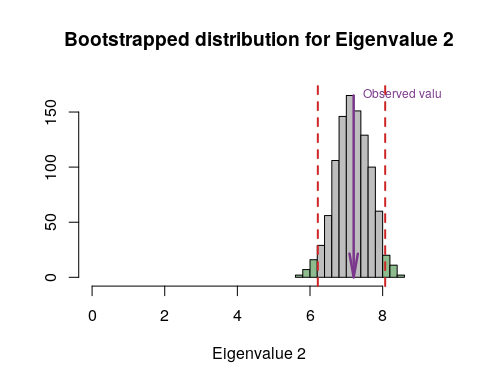 Bootstrapped distribution for Eigenvalue 2
Observed valu
150
100
50
0
0 2 4 6 8
Eigenvalue 2